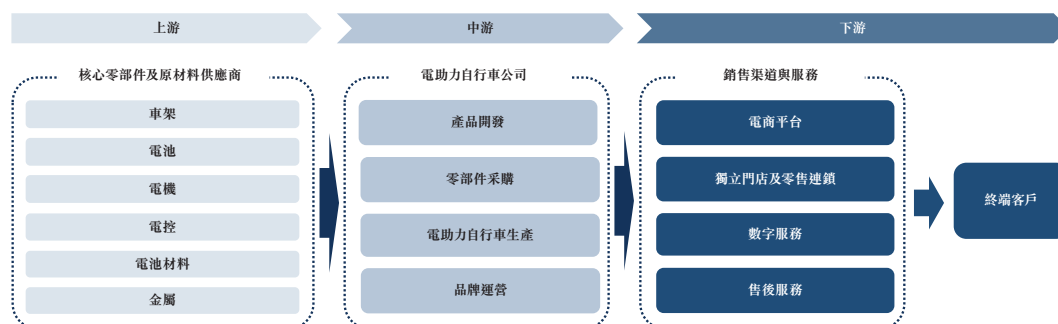 上游
中游
下游
核心零部件及原材料供應商
車架
電池
電機
電控
電池材料
金屬
電助力自行車公司
產品開發
零部件采購
電助力自行車生產
品牌運營
銷售渠道與服務
電商平台
獨立門店及零售連鎖
數字服務
售後服務
終端客戶